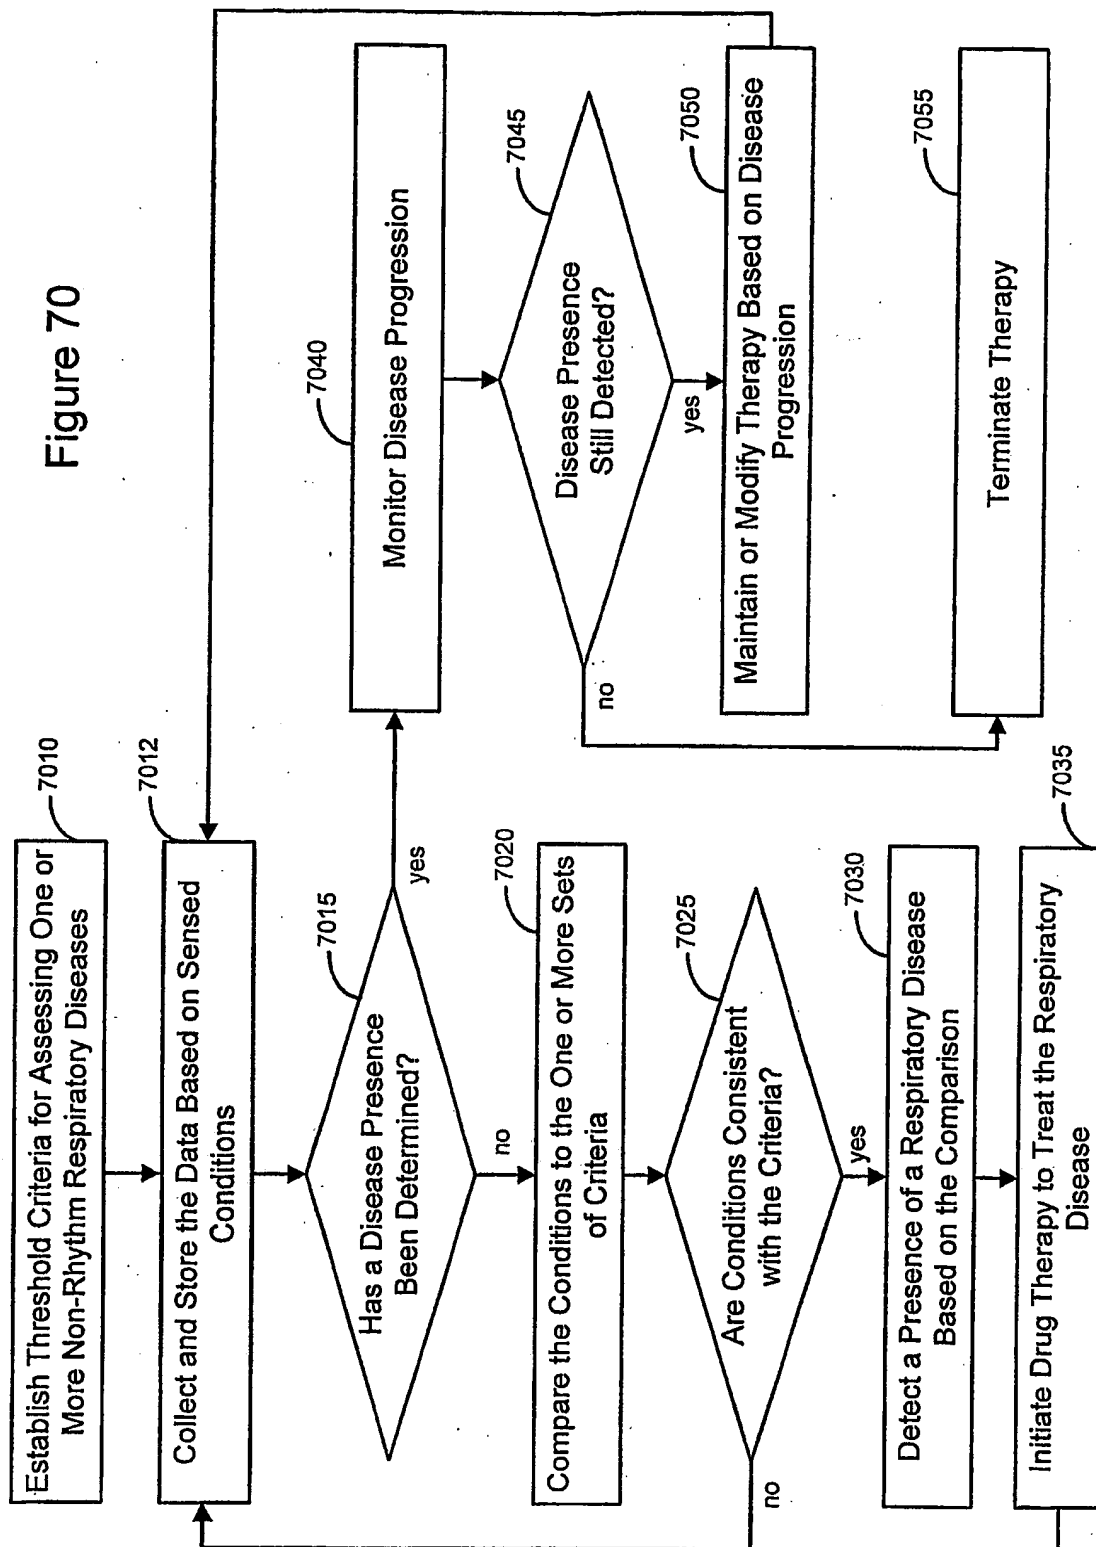 Figure 70
Establish Threshold Criteria for Assessing One or
More Non-Rhythm Respiratory Diseases
7010
Collect and Store the Data Based on Sensed
Conditions
7012
Has a Disease Presence
Been Determined?
7015
yes
no
Compare the Conditions to the One or More Sets
of Criteria
7020
Are Conditions Consistent
with the Criteria?
7025
no
yes
Detect a Presence of a Respiratory Disease
Based on the Comparison
7030
Initiate Drug Therapy to Treat the Respiratory
Disease
7035
Monitor Disease Progression
7040
Disease Presence
Still Detected?
7045
no
yes
Maintain or Modify Therapy Based on Disease
Progression
7050
Terminate Therapy
7055